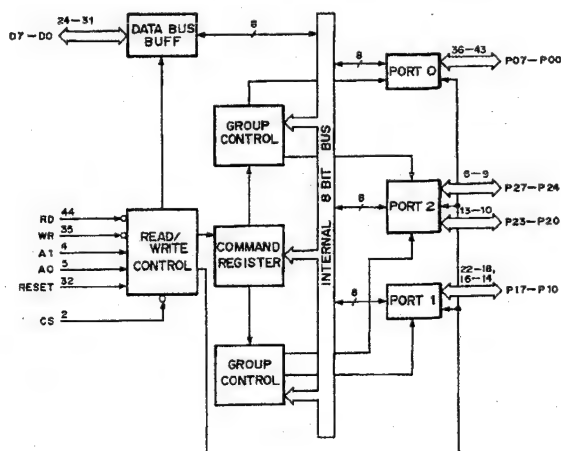 24-31
D7-D0
DATA BUS
BUFF
8
8
36-43
PORT 0
P07-P00
GROUP
CONTROL
INTERNAL 8 BIT BUS
6-9
P27-P24
8
PORT 2
13-10
P23-P20
RD 44
WR 35
A1 4
A0 5
RESET 32
CS 2
READ/
WRITE
CONTROL
COMMAND
REGISTER
22-18,
16-14
8
PORT 1
P17-P10
GROUP
CONTROL